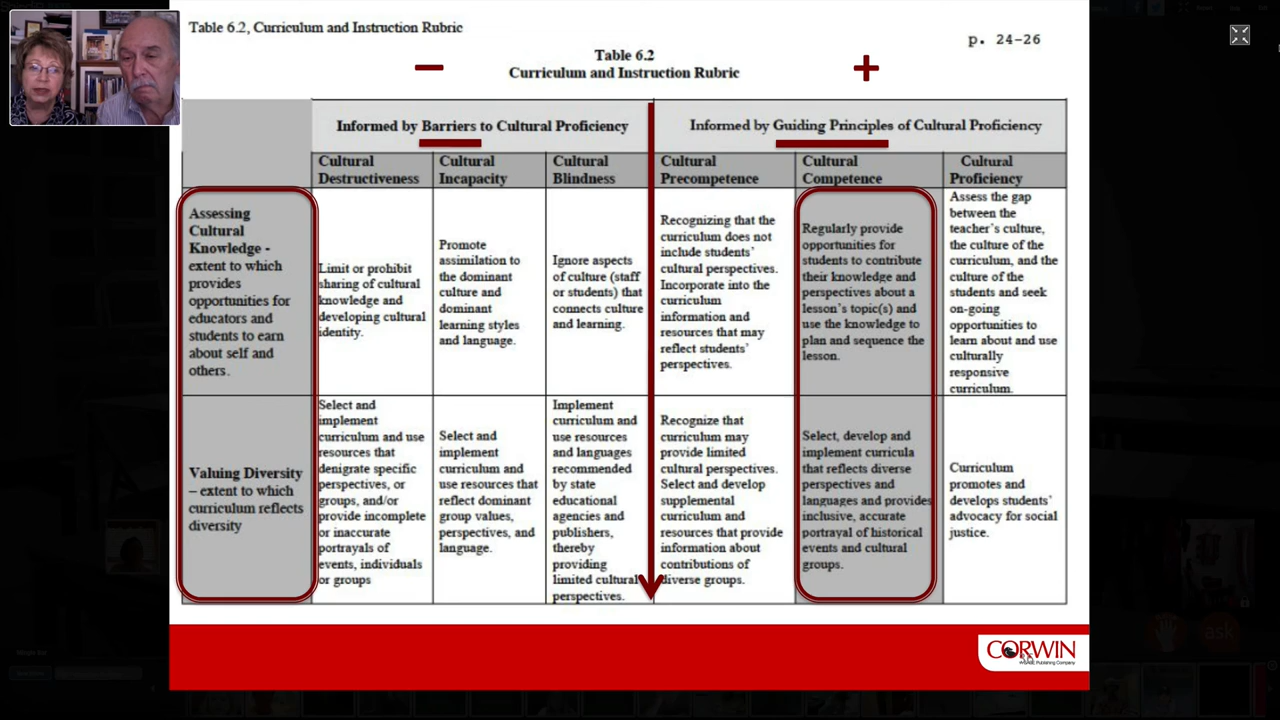 Table 6.2, Curriculum and Instruction Rubric
p. 24-26
Table 6.2
Curriculum and Instruction Rubric
− +
Informed by Barriers to Cultural Proficiency
Informed by Guiding Principles of Cultural Proficiency
Cultural
Destructiveness
Cultural
Incapacity
Cultural
Blindness
Cultural
Precompetence
Cultural
Competence
Cultural
Proficiency
Assessing
Cultural
Knowledge -
extent to which
provides
opportunities for
educators and
students to earn
about self and
others.
Limit or prohibit
sharing of cultural
knowledge and
developing cultural
identity.
Promote
assimilation to
the dominant
culture and
dominant
learning styles
and language.
Ignore aspects
of culture (staff
or students) that
connects culture
and learning.
Recognizing that the
curriculum does not
include students'
cultural perspectives.
Incorporate into the
curriculum
information and
resources that may
reflect students'
perspectives.
Regularly provide
opportunities for
students to contribute
their knowledge and
perspectives about a
lesson's topic(s) and
use the knowledge to
plan and sequence the
lesson.
Assess the gap
between the
teacher's culture,
the culture of the
curriculum, and the
culture of the
students and seek
on-going
opportunities to
learn about and use
culturally
responsive
curriculum.
Valuing Diversity
– extent to which
curriculum reflects
diversity
Select and
implement
curriculum and use
resources that
denigrate specific
perspectives, or
groups, and/or
provide incomplete
or inaccurate
portrayals of
events, individuals
or groups
Select and
implement
curriculum and
use resources that
reflect dominant
group values,
perspectives, and
language.
Implement
curriculum and
use resources
and languages
recommended
by state
educational
agencies and
publishers,
thereby
providing
limited cultural
perspectives.
Recognize that
curriculum may
provide limited
cultural perspectives.
Select and develop
supplemental
curriculum and
resources that provide
information about
contributions of
diverse groups.
Select, develop and
implement curricula
that reflects diverse
perspectives and
languages and provides
inclusive, accurate
portrayal of historical
events and cultural
groups.
Curriculum
promotes and
develops students'
advocacy for social
justice.
ask
CORWIN